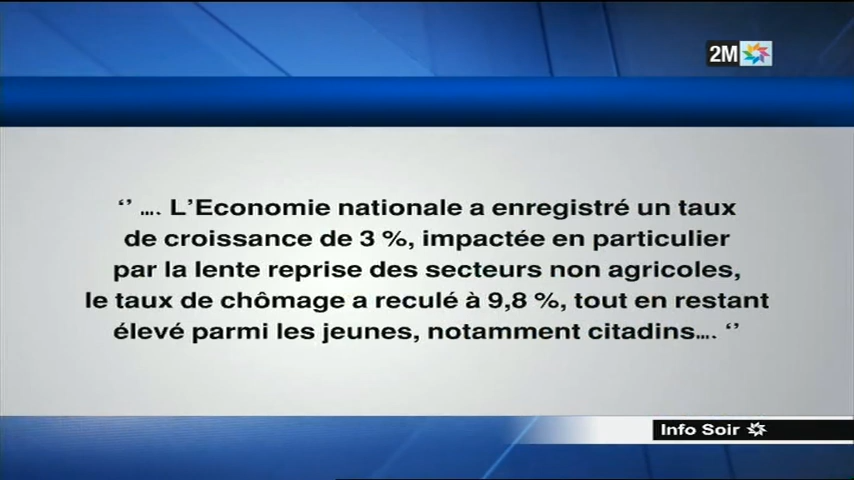 2M
‘’ .... L’Economie nationale a enregistré un taux
de croissance de 3 %, impactée en particulier
par la lente reprise des secteurs non agricoles,
le taux de chômage a reculé à 9,8 %, tout en restant
élevé parmi les jeunes, notamment citadins.... ‘’
Info Soir